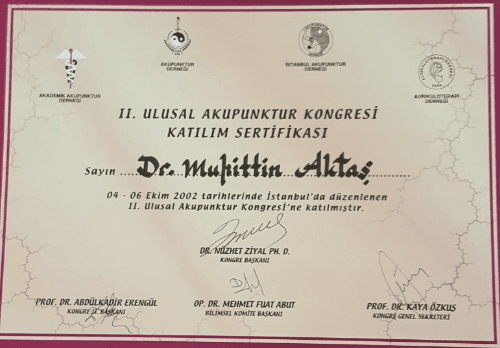 AKUPUNKTUR
DERNEĞİ
İSTANBUL AKUPUNKTUR
DERNEĞİ
AKADEMİK AKUPUNKTUR
DERNEĞİ
AURIKULOTERAPİ
DERNEĞİ
II. ULUSAL AKUPUNKTUR KONGRESİ
KATILIM SERTİFİKASI
Sayın ..... Dr. Muhittin Aktaş ..........
04 - 06 Ekim 2002 tarihlerinde İstanbul'da düzenlenen
II. Ulusal Akupunktur Kongresi'ne katılmıştır.
DR. NÜZHET ZİYAL PH. D.
KONGRE BAŞKANI
PROF. DR. ABDÜLKADİR ERENGÜL
KONGRE II. BAŞKANI
OP. DR. MEHMET FUAT ABUT
BİLİMSEL KOMİTE BAŞKANI
PROF. DR. KAYA ÖZKUŞ
KONGRE GENEL SEKRETERİ